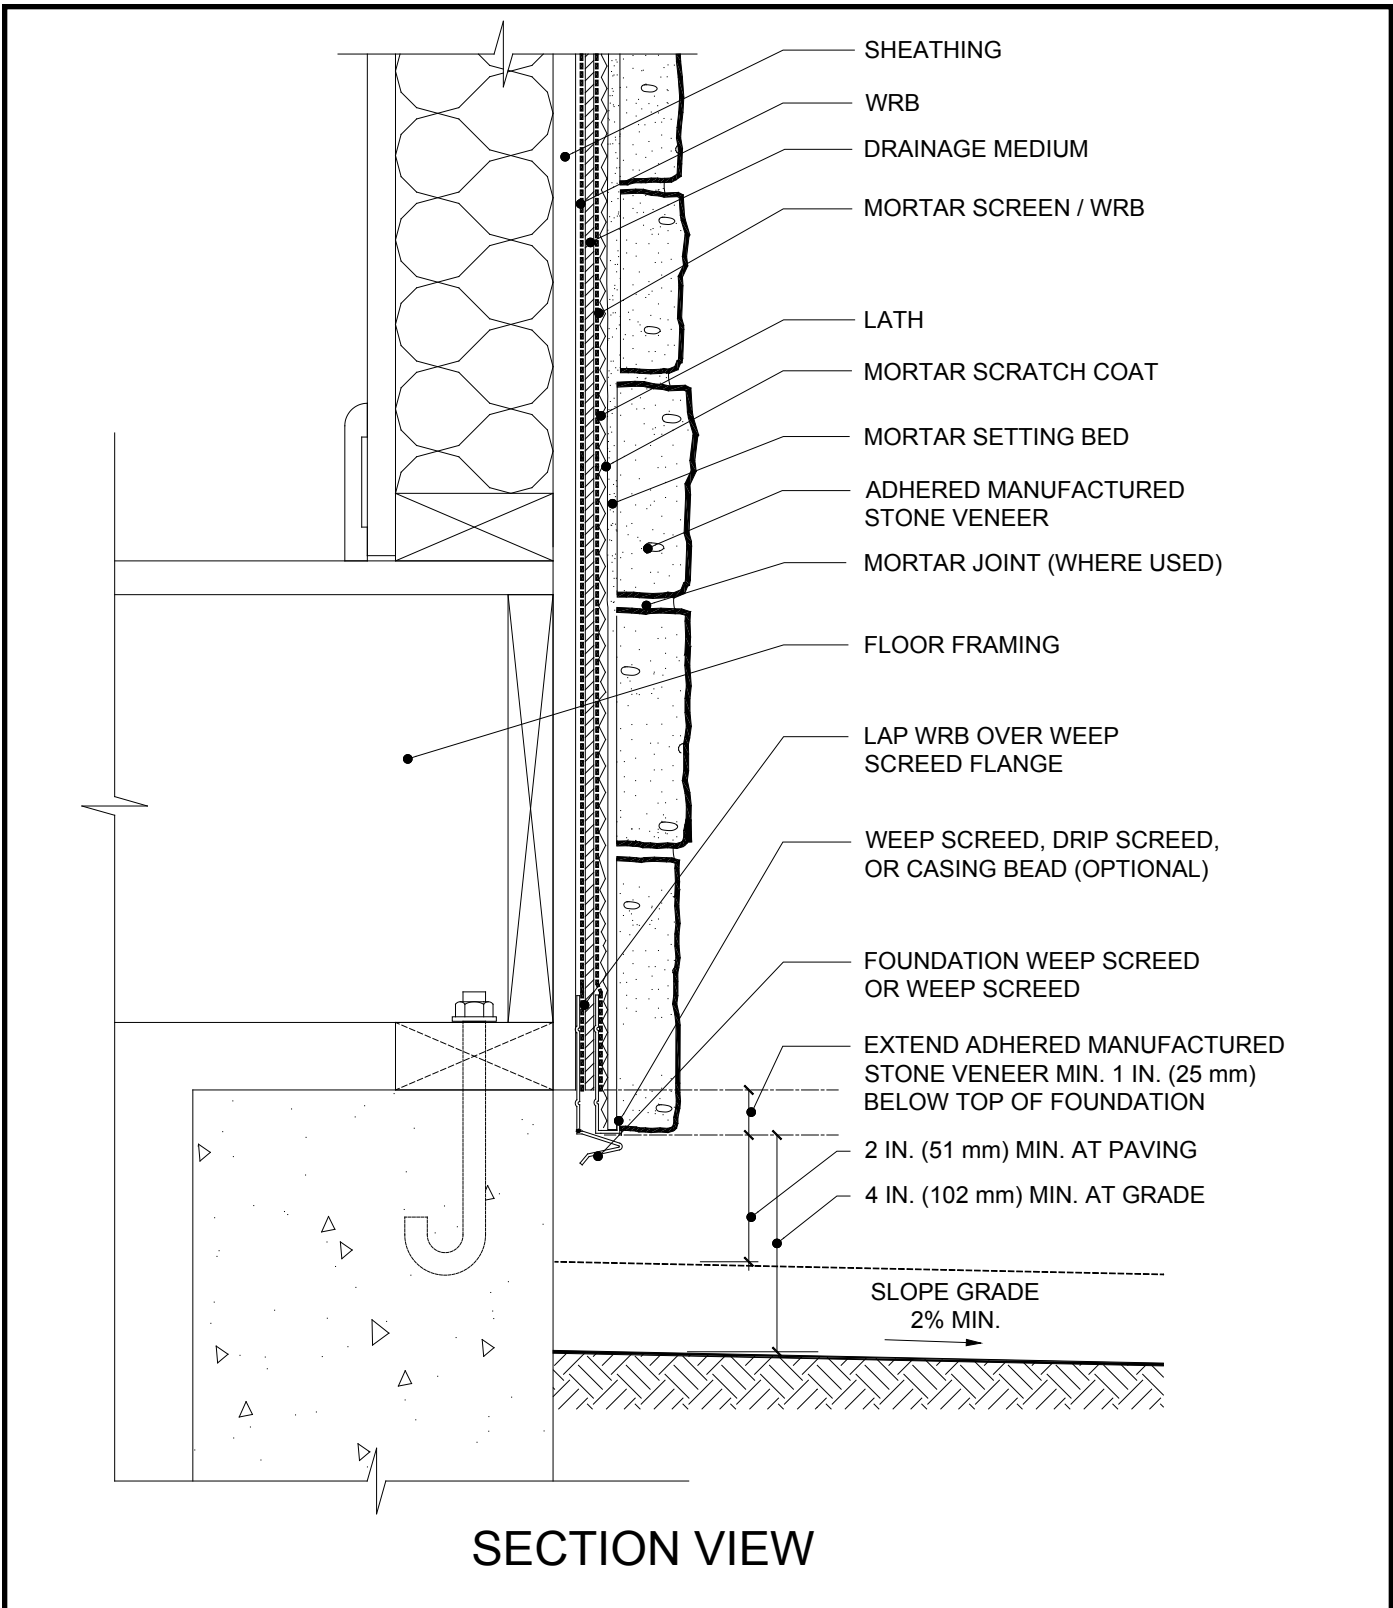 SHEATHING
WRB
DRAINAGE MEDIUM
MORTAR SCREEN / WRB
LATH
MORTAR SCRATCH COAT
MORTAR SETTING BED
ADHERED MANUFACTURED
STONE VENEER
MORTAR JOINT (WHERE USED)
FLOOR FRAMING
LAP WRB OVER WEEP
SCREED FLANGE
WEEP SCREED, DRIP SCREED,
OR CASING BEAD (OPTIONAL)
FOUNDATION WEEP SCREED
OR WEEP SCREED
EXTEND ADHERED MANUFACTURED
STONE VENEER MIN. 1 IN. (25 mm)
BELOW TOP OF FOUNDATION
2 IN. (51 mm) MIN. AT PAVING
4 IN. (102 mm) MIN. AT GRADE
SLOPE GRADE
2% MIN.
SECTION VIEW